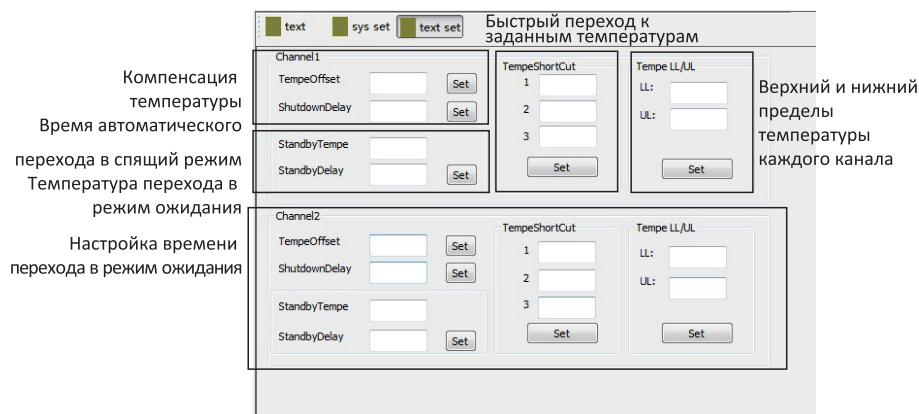 text
sys set
text set
Быстрый переход к
заданным температурам
Компенсация
температуры
Время автоматического
перехода в спящий режим
Температура перехода в
режим ожидания
Настройка времени
перехода в режим ожидания
Channel1
TempeOffset
Set
ShutdownDelay
Set
StandbyTempe
StandbyDelay
Set
TempeShortCut
1
2
3
Set
Tempe LL/UL
LL:
UL:
Set
Верхний и нижний
пределы
температуры
каждого канала
Channel2
TempeOffset
Set
ShutdownDelay
Set
StandbyTempe
StandbyDelay
Set
TempeShortCut
1
2
3
Set
Tempe LL/UL
LL:
UL:
Set